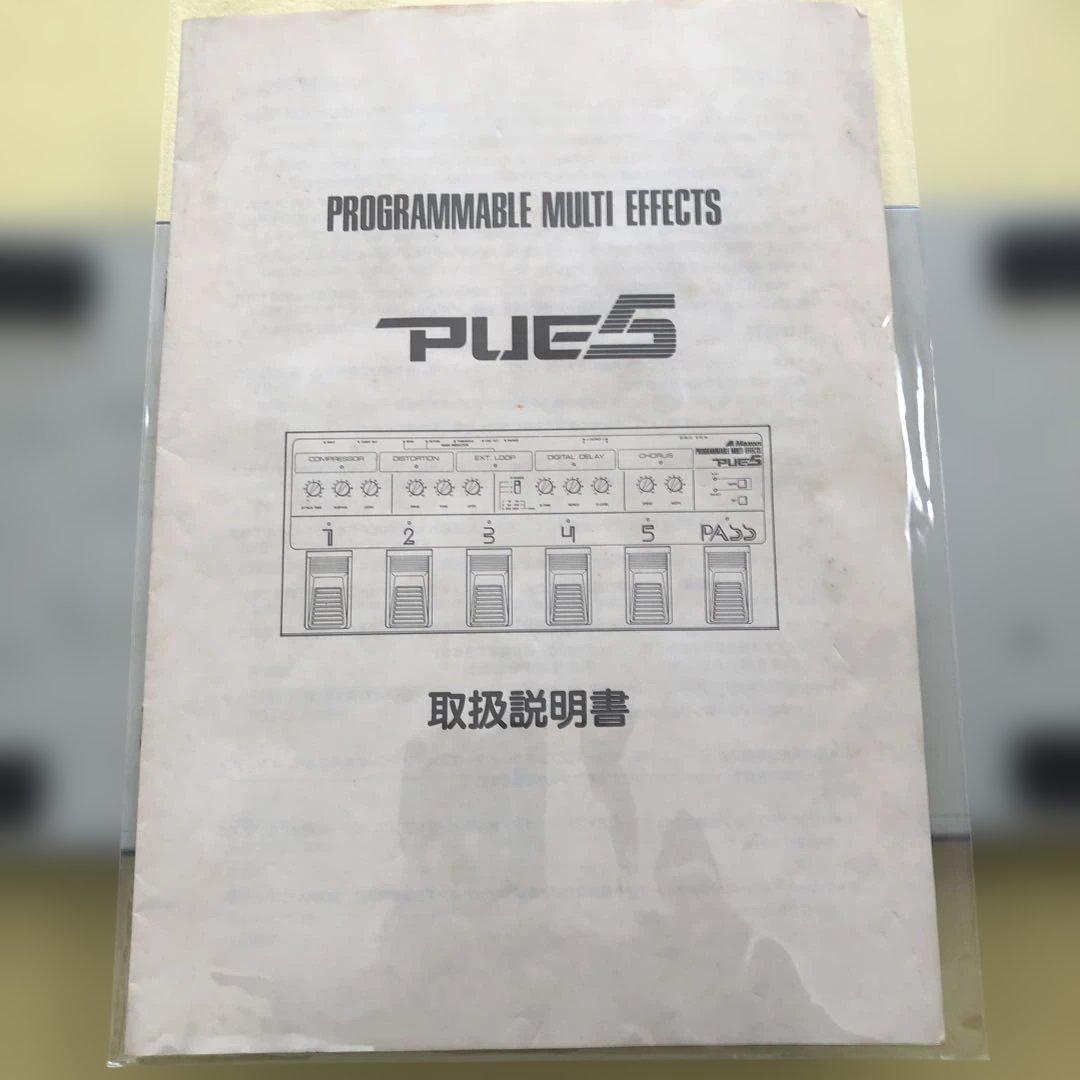 PROGRAMMABLE MULTI EFFECTS
PUE5
Maxon
PROGRAMMABLE MULTI EFFECTS
PUE5
COMPRESSOR DISTORTION EXT. LOOP DIGITAL DELAY CHORUS
1 2 3 4 5 PASS
取扱説明書